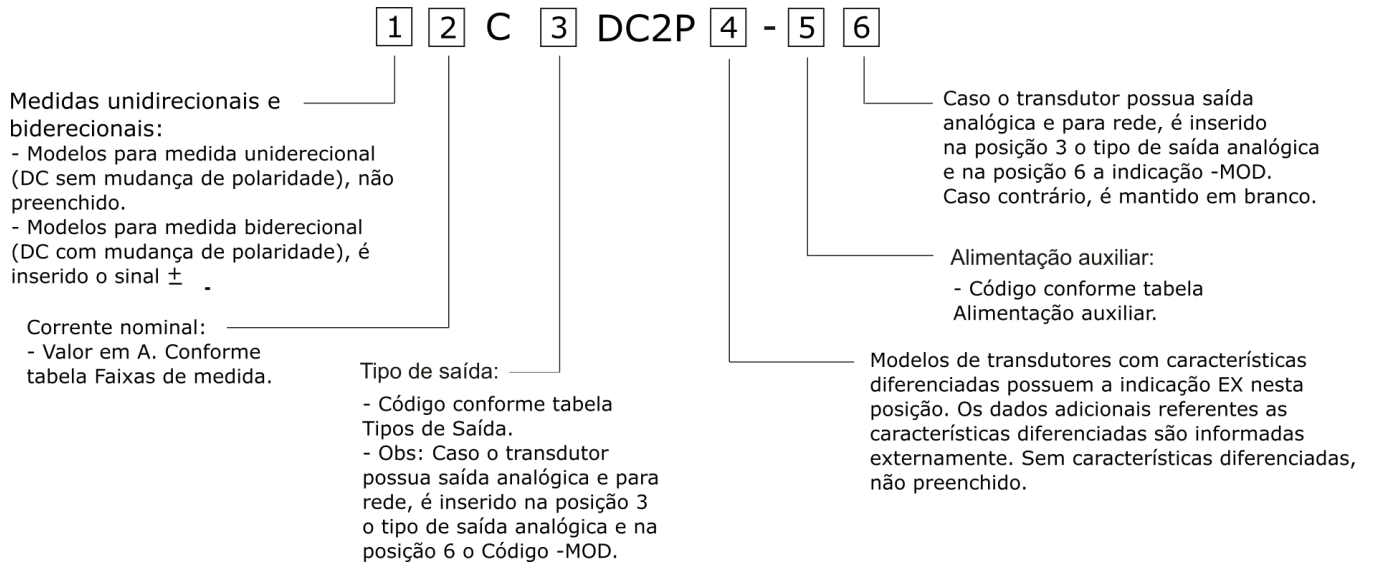 1 2 C 3 DC2P 4 - 5 6
Medidas unidirecionais e
biderecionais:
- Modelos para medida uniderecional
(DC sem mudança de polaridade), não
preenchido.
- Modelos para medida biderecional
(DC com mudança de polaridade), é
inserido o sinal ± -
Corrente nominal:
- Valor em A. Conforme
tabela Faixas de medida.
Tipo de saída:
- Código conforme tabela
Tipos de Saída.
- Obs: Caso o transdutor
possua saída analógica e para
rede, é inserido na posição 3
o tipo de saída analógica e na
posição 6 o Código -MOD.
Caso o transdutor possua saída
analógica e para rede, é inserido
na posição 3 o tipo de saída analógica
e na posição 6 a indicação -MOD.
Caso contrário, é mantido em branco.
Alimentação auxiliar:
- Código conforme tabela
Alimentação auxiliar.
Modelos de transdutores com característicias
diferenciadas possuem a indicação EX nesta
posição. Os dados adicionais referentes as
característicias diferenciadas são informadas
externamente. Sem característicias diferenciadas,
não preenchido.